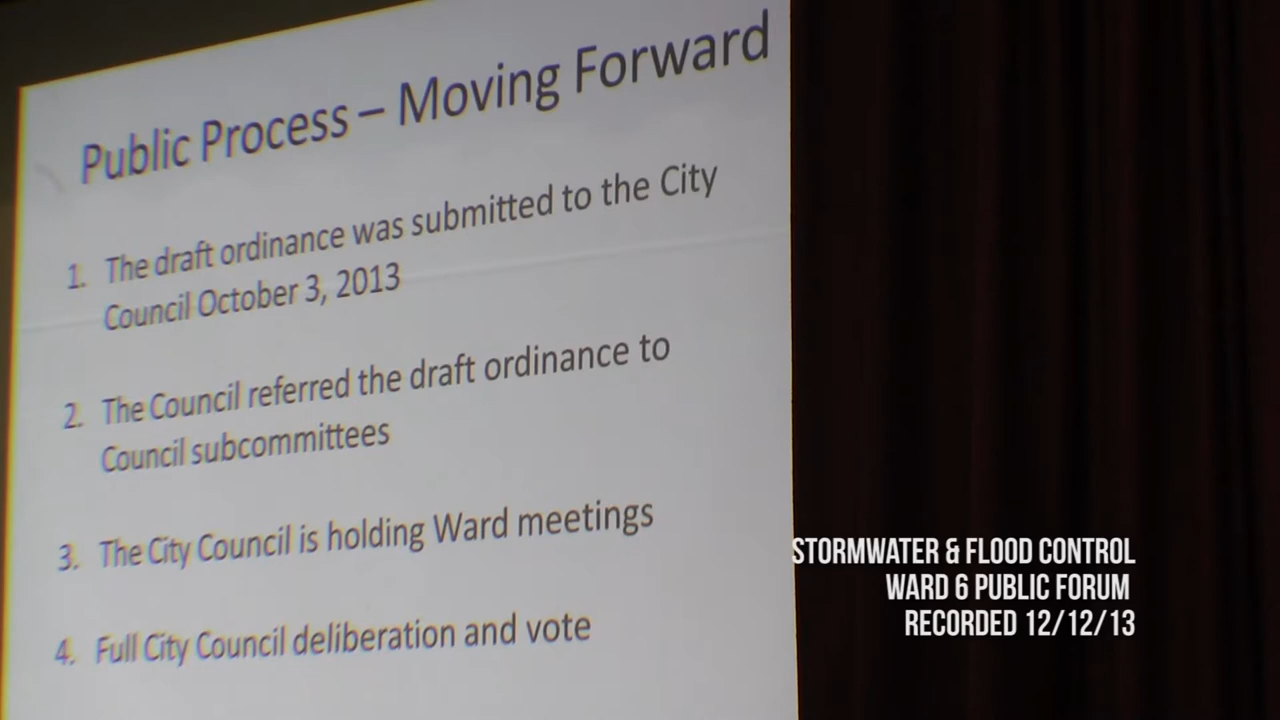 Public Process – Moving Forward
1. The draft ordinance was submitted to the City
Council October 3, 2013
2. The Council referred the draft ordinance to
Council subcommittees
3. The City Council is holding Ward meetings
4. Full City Council deliberation and vote
STORMWATER & FLOOD CONTROL
WARD 6 PUBLIC FORUM
RECORDED 12/12/13